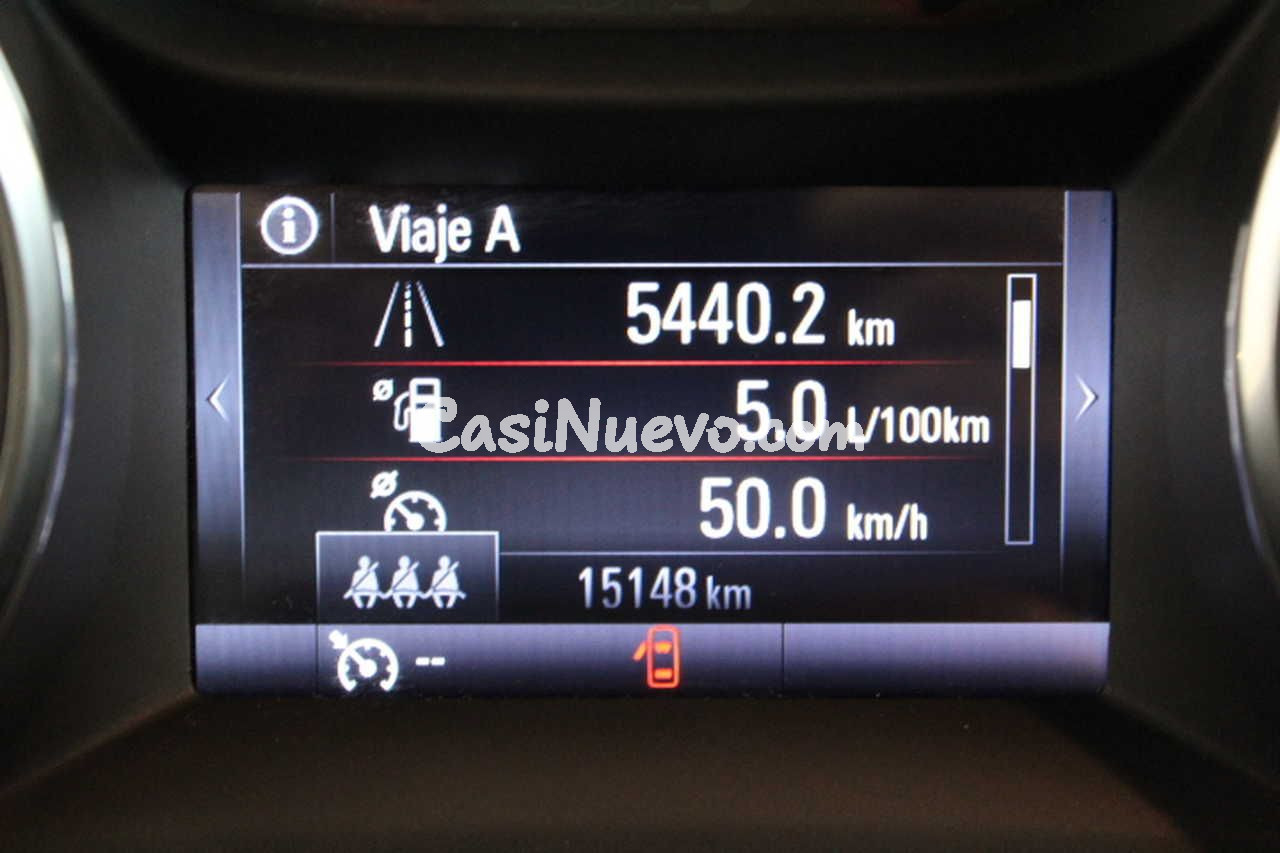 Viaje A
5440.2 km
5.0 L/100km
CasiNuevo.com
50.0 km/h
15148 km
--